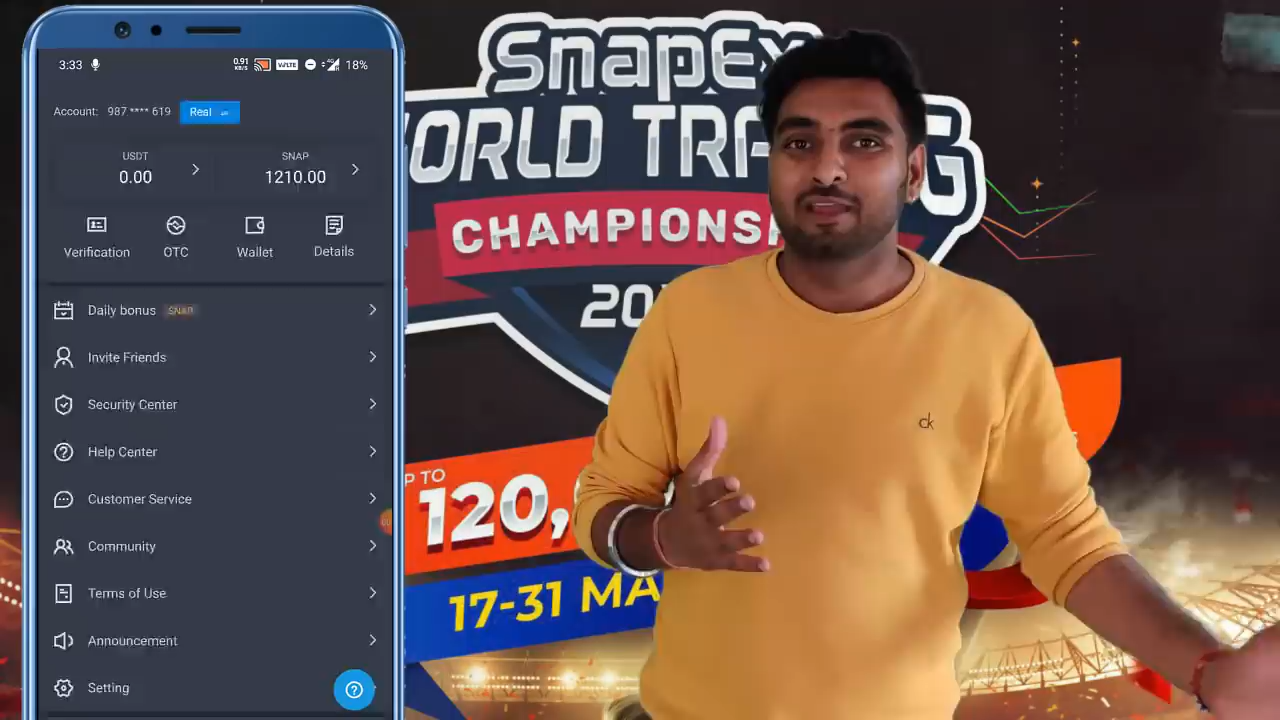 3:33
0.91
KB/S
VoLTE
4G
18%
Account: 987 **** 619 Real
USDT
0.00
SNAP
1210.00
Verification
OTC
Wallet
Details
Daily bonus SNAP
Invite Friends
Security Center
Help Center
Customer Service
Community
Terms of Use
Announcement
Setting
SnapEx
ORLD TRA G
CHAMPIONS
20
P TO
120,
17-31 MA
ck